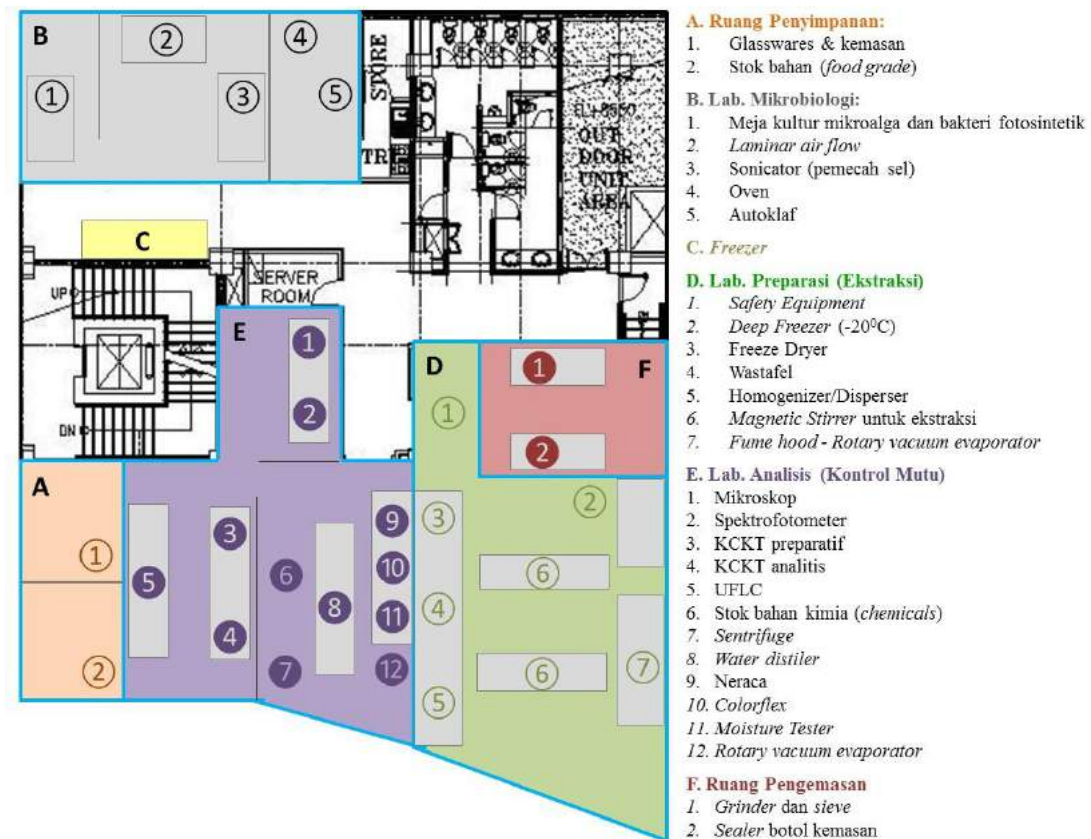 B
2
4
1
3
5
STORE
C
UP
SERVER
ROOM
OUT
DOOR
UNIT
AREA
E
1
2
DN
D
1
F
1
2
A
1
2
3
4
5
6
7
8
9
10
11
12
3
4
5
2
6
6
7
A. Ruang Penyimpanan:
1. Glasswares & kemasan
2. Stok bahan (food grade)
B. Lab. Mikrobiologi:
1. Meja kultur mikroalga dan bakteri fotosintetik
2. Laminar air flow
3. Sonicator (pemecah sel)
4. Oven
5. Autoklaf
C. Freezer
D. Lab. Preparasi (Ekstraksi)
1. Safety Equipment
2. Deep Freezer (-20⁰C)
3. Freeze Dryer
4. Wastafel
5. Homogenizer/Disperser
6. Magnetic Stirrer untuk ekstraksi
7. Fume hood - Rotary vacuum evaporator
E. Lab. Analisis (Kontrol Mutu)
1. Mikroskop
2. Spektrofotometer
3. KCKT preparatif
4. KCKT analitis
5. UFLC
6. Stok bahan kimia (chemicals)
7. Sentrifuge
8. Water distiler
9. Neraca
10. Colorflex
11. Moisture Tester
12. Rotary vacuum evaporator
F. Ruang Pengemasan
1. Grinder dan sieve
2. Sealer botol kemasan